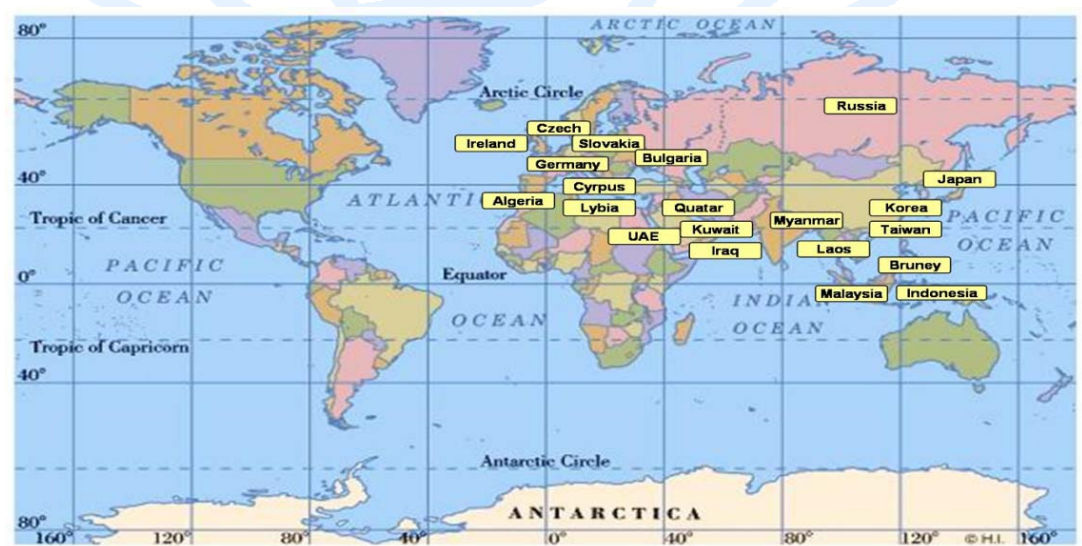 ARCTIC OCEAN
80°
Arctic Circle
Russia
Czech
Ireland
Slovakia
Bulgaria
Germany
40°
Japan
Cyrpus
ATLANTIC
Algeria
Lybia
Quatar
Korea
Tropic of Cancer
Myanmar
PACIFIC
OCEAN
Kuwait
Taiwan
UAE
Iraq
Laos
PACIFIC
OCEAN
Bruney
Equator
0°
Malaysia
Indonesia
INDIAN
OCEAN
OCEAN
Tropic of Capricorn
40°
Antarctic Circle
ANTARCTICA
80°
160° 120° 80° 40° 0° 40° 80° 120° © H.I. 160°